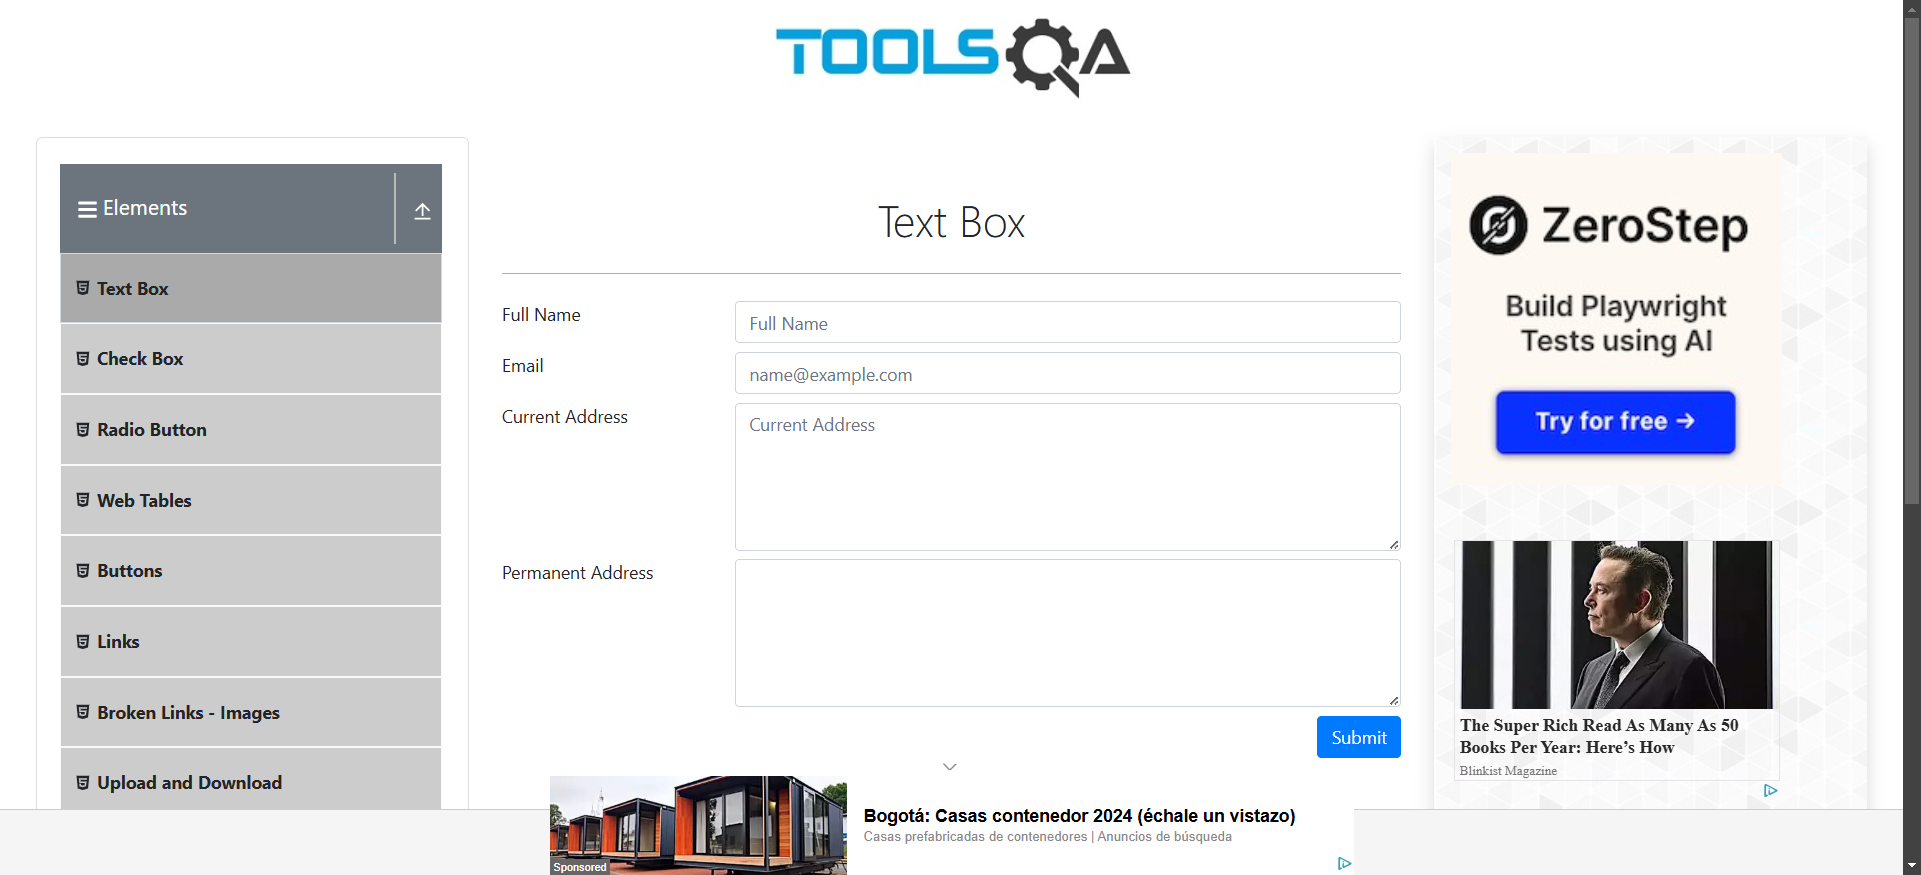 TOOLSQA
Elements
Text Box
Check Box
Radio Button
Web Tables
Buttons
Links
Broken Links - Images
Upload and Download
Text Box
Full Name
Full Name
Email
name@example.com
Current Address
Current Address
Permanent Address
Submit
ZeroStep
Build Playwright
Tests using AI
Try for free →
The Super Rich Read As Many As 50
Books Per Year: Here’s How
Blinkist Magazine
Sponsored
Bogotá: Casas contenedor 2024 (échale un vistazo)
Casas prefabricadas de contenedores | Anuncios de búsqueda